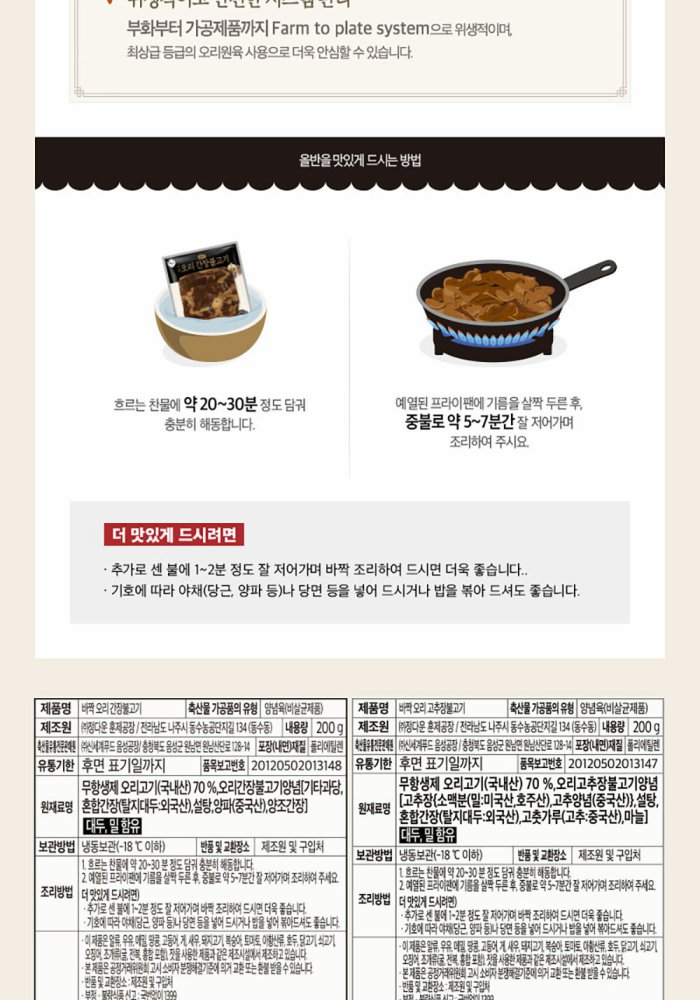 부화부터 가공제품까지 Farm to plate system으로 위생적이며,
최상급 등급의 오리원육 사용으로 더욱 안심할 수 있습니다.
올반을 맛있게 드시는 방법
오리 간장불고기
흐르는 찬물에 약 20~30분 정도 담궈
충분히 해동합니다.
예열된 프라이팬에 기름을 살짝 두른 후,
중불로 약 5~7분간 잘 저어가며
조리하여 주시요.
더 맛있게 드시려면
· 추가로 센 불에 1~2분 정도 잘 저어가며 바짝 조리하여 드시면 더욱 좋습니다..
· 기호에 따라 야채(당근, 양파 등)나 당면 등을 넣어 드시거나 밥을 볶아 드셔도 좋습니다.
제품명 바짝 오리 간장불고기 축산물 가공품의 유형 양념육(비살균제품)
제조원 ㈜정다운 훈제공장 / 전라남도 나주시 동수농공단지길 134 (동수동) 내용량 200 g
축산물유통전문판매원 ㈜신세계푸드 음성공장/ 충청북도 음성군 원남면 원남산단로 128-14 포장(내면)재질 폴리에틸렌
유통기한 후면 표기일까지 품목보고번호 20120502013148
원재료명 무항생제 오리고기(국내산) 70 %,오리간장불고기양념[기타과당,
혼합간장(탈지대두:외국산),설탕,양파(중국산),양조간장]
대두, 밀 함유
보관방법 냉동보관(-18 ℃ 이하) 반품 및 교환장소 제조원 및 구입처
조리방법 1. 흐르는 찬물에 약 20~30 분 정도 담궈 충분히 해동합니다.
2. 예열된 프라이팬에 기름을 살짝 두른 후, 중불로 약 5~7분간 잘 저어가며 조리하여 주세요.
더 맛있게 드시려면)
· 추가로 센 불에 1~2분 정도 잘 저어가며 바짝 조리하여 드시면 더욱 좋습니다.
· 기호에 따라 야채(당근, 양파 등)나 당면 등을 넣어 드시거나 밥을 넣어 볶아드셔도 좋습니다.
· 이 제품은 알류, 우유, 메밀, 땅콩, 고등어, 게, 새우, 돼지고기, 복숭아, 토마토, 아황산류, 호두, 닭고기, 쇠고기,
오징어, 조개류(굴, 전복, 홍합 포함), 잣을 사용한 제품과 같은 제조시설에서 제조하고 있습니다.
· 본 제품은 공정거래위원회 고시 소비자 분쟁해결기준에 의거 교환 또는 환불 받을 수 있습니다.
· 반품 및 교환장소 : 제조원 및 구입처
· 부정 · 불량식품 신고 : 국번없이 1399
제품명 바짝 오리 고추장불고기 축산물 가공품의 유형 양념육(비살균제품)
제조원 ㈜정다운 훈제공장 / 전라남도 나주시 동수농공단지길 134 (동수동) 내용량 200 g
축산물유통전문판매원 ㈜신세계푸드 음성공장/ 충청북도 음성군 원남면 원남산단로 128-14 포장(내면)재질 폴리에틸렌
유통기한 후면 표기일까지 품목보고번호 20120502013147
원재료명 무항생제 오리고기(국내산) 70 %,오리고추장불고기양념
[고추장(소맥분(밀:미국산,호주산),고추양념(중국산)),설탕,
혼합간장(탈지대두:외국산),고춧가루(고추:중국산),마늘]
대두, 밀 함유
보관방법 냉동보관(-18 ℃ 이하) 반품 및 교환장소 제조원 및 구입처
조리방법 1. 흐르는 찬물에 약 20~30 분 정도 담궈 충분히 해동합니다.
2. 예열된 프라이팬에 기름을 살짝 두른 후, 중불로 약 5~7분간 잘 저어가며 조리하여 주세요.
더 맛있게 드시려면)
· 추가로 센 불에 1~2분 정도 잘 저어가며 바짝 조리하여 드시면 더욱 좋습니다.
· 기호에 따라 야채(당근, 양파 등)나 당면 등을 넣어 드시거나 밥을 넣어 볶아드셔도 좋습니다.
· 이 제품은 알류, 우유, 메밀, 땅콩, 고등어, 게, 새우, 돼지고기, 복숭아, 토마토, 아황산류, 호두, 닭고기, 쇠고기,
오징어, 조개류(굴, 전복, 홍합 포함), 잣을 사용한 제품과 같은 제조시설에서 제조하고 있습니다.
· 본 제품은 공정거래위원회 고시 소비자 분쟁해결기준에 의거 교환 또는 환불 받을 수 있습니다.
· 반품 및 교환장소 : 제조원 및 구입처
· 부정 · 불량식품 신고 : 국번없이 1399